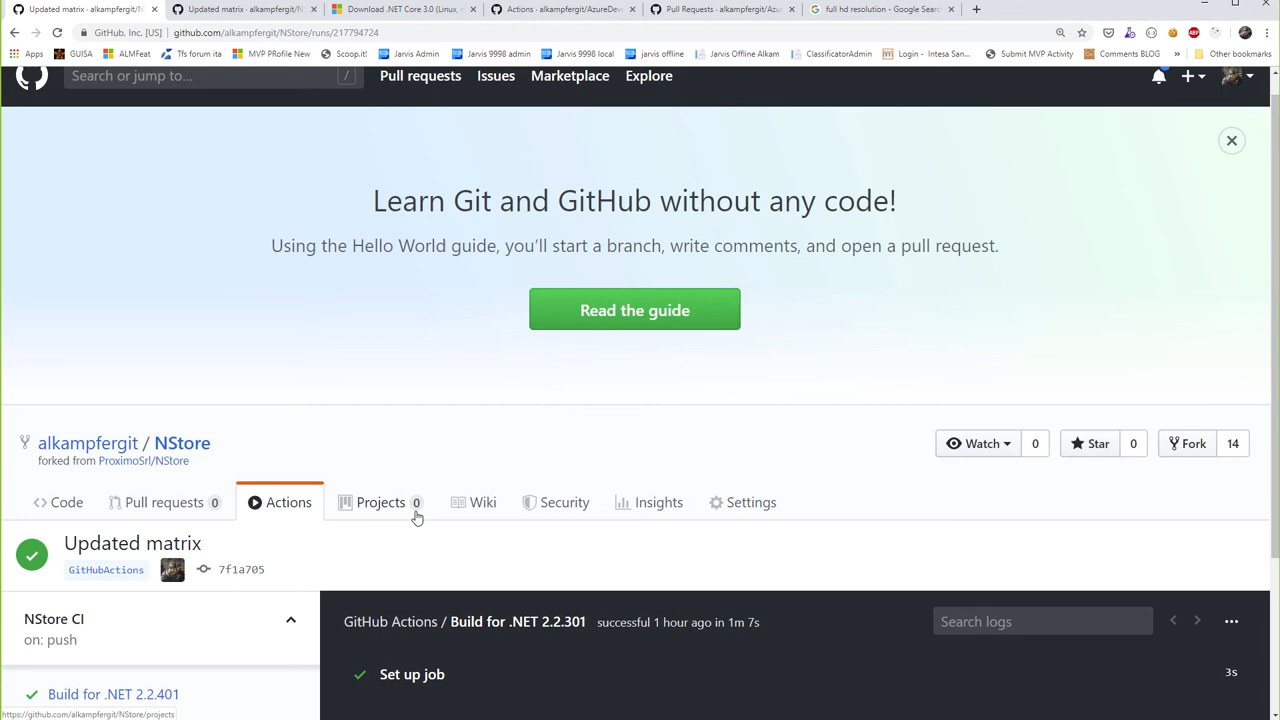 Updated matrix · alkampfergit/NS
Updated matrix · alkampfergit/NS
Download .NET Core 3.0 (Linux, m
Actions · alkampfergit/AzureDevo
Pull Requests · alkampfergit/Azu
full hd resolution - Google Searc
GitHub, Inc. [US]
github.com/alkampfergit/NStore/runs/217794724
Apps
GUISA
ALMFeat
Tfs forum ita
MVP PRofile New
Scoop.it
Jarvis Admin
Jarvis 9998 admin
Jarvis 9998 local
jarvis offline
Jarvis Offline Alkam
ClassificatorAdmin
Login - Intesa San...
Submit MVP Activity
Comments BLOG
»
Other bookmarks
Search or jump to...
/
Pull requests
Issues
Marketplace
Explore
Learn Git and GitHub without any code!
Using the Hello World guide, you’ll start a branch, write comments, and open a pull request.
Read the guide
alkampfergit / NStore
forked from ProximoSrl/NStore
Watch 0
Star 0
Fork 14
Code
Pull requests 0
Actions
Projects 0
Wiki
Security
Insights
Settings
Updated matrix
GitHubActions
7f1a705
NStore CI
on: push
Build for .NET 2.2.401
GitHub Actions / Build for .NET 2.2.301
successful 1 hour ago in 1m 7s
Search logs
Set up job
3s
https://github.com/alkampfergit/NStore/projects